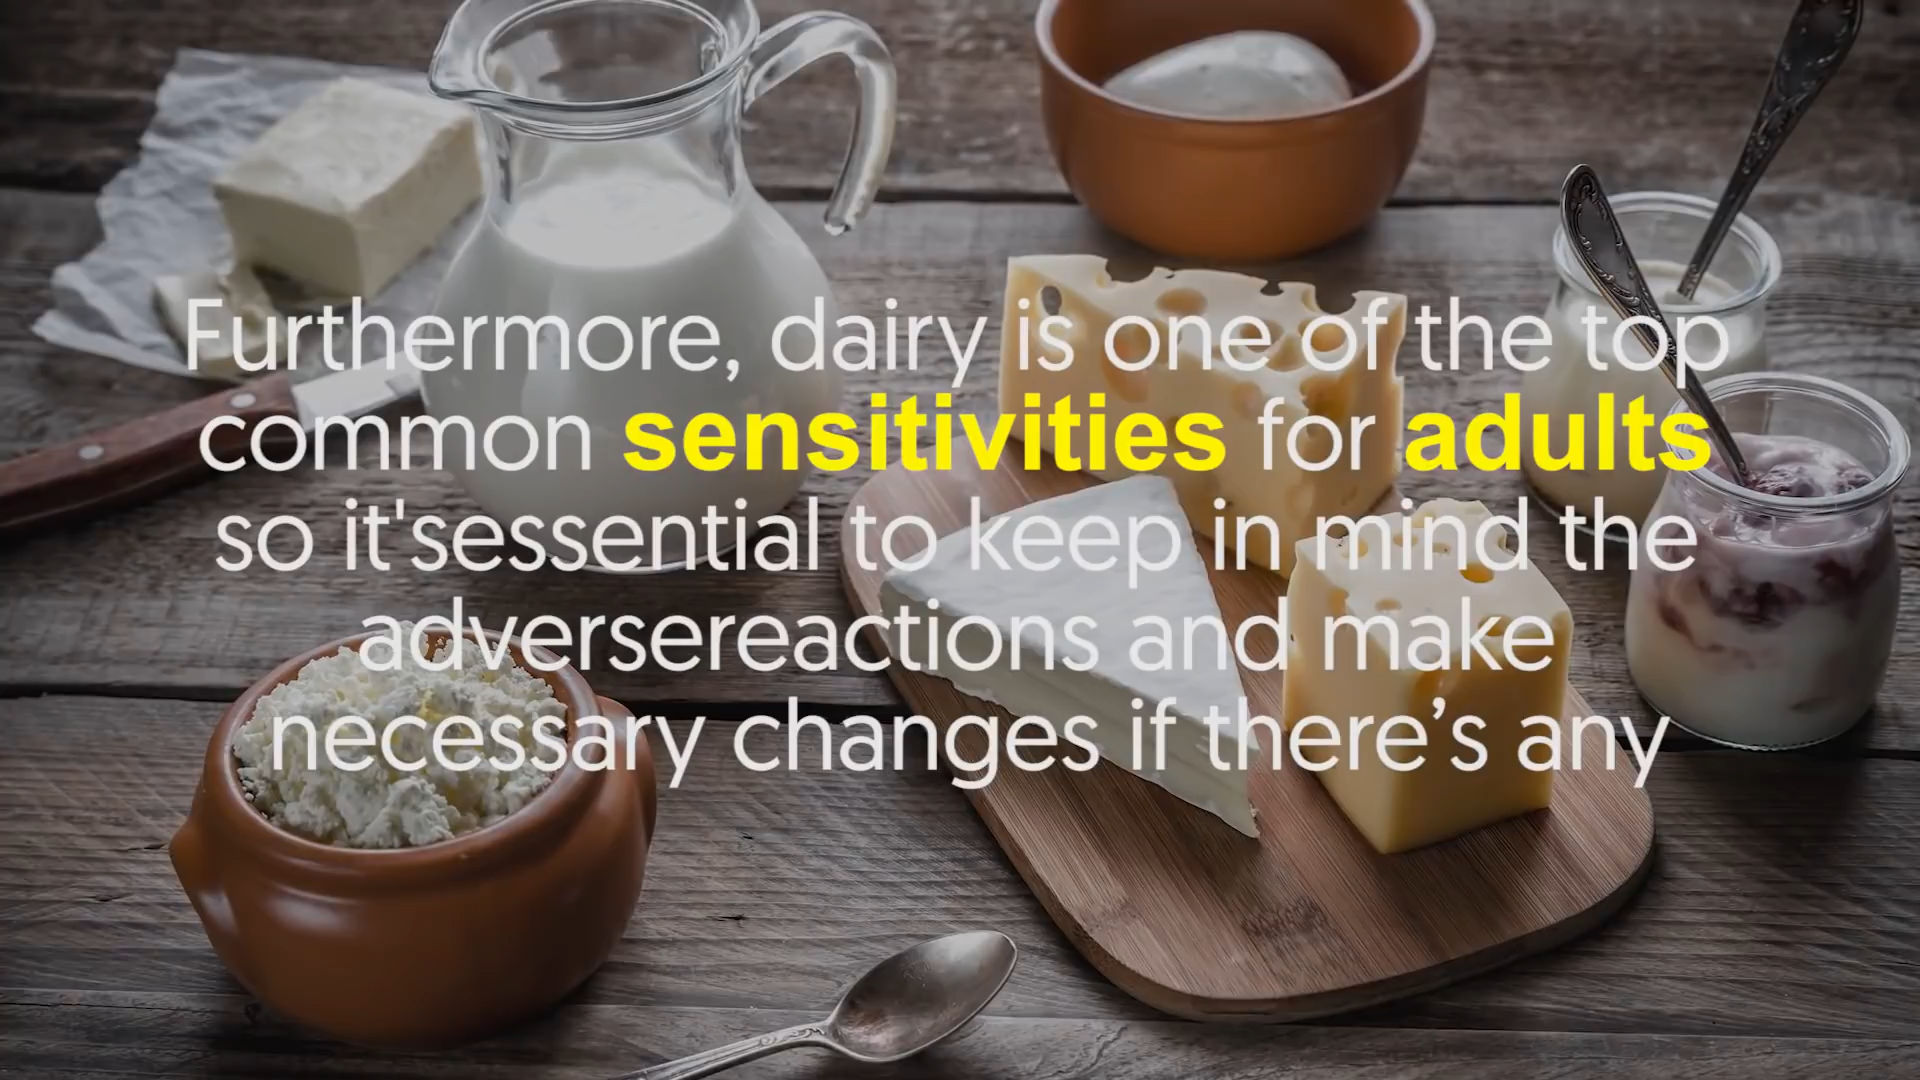 Furthermore, dairy is one of the top
common sensitivities for adults
so it'sessential to keep in mind the
adversereactions and make
necessary changes if there’s any